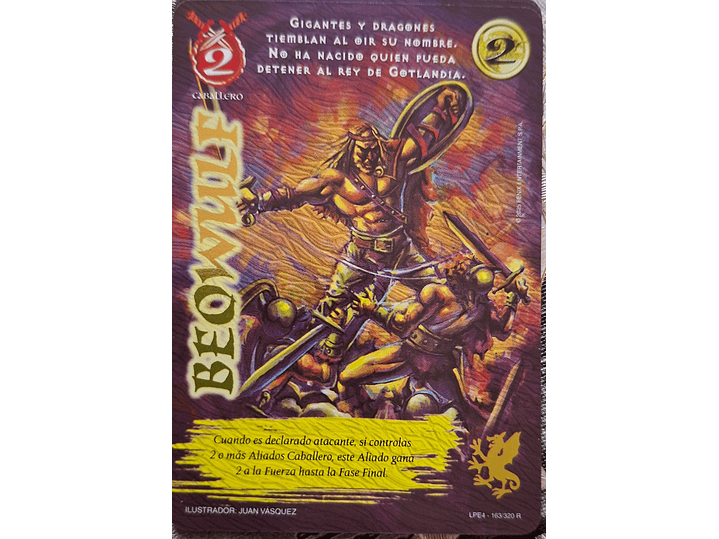 GIGANTES Y DRAGONES
TIEMBLAN AL OIR SU NOMBRE.
NO HA NACIDO QUIEN PUEDA
DETENER AL REY DE GOTLANDIA.
2
2
CABALLERO
BEOWULF
Cuando es declarado atacante, si controlas
2 o más Aliados Caballero, este Aliado gana
2 a la Fuerza hasta la Fase Final.
ILUSTRADOR: JUAN VÁSQUEZ
LPE4 - 163/320 R